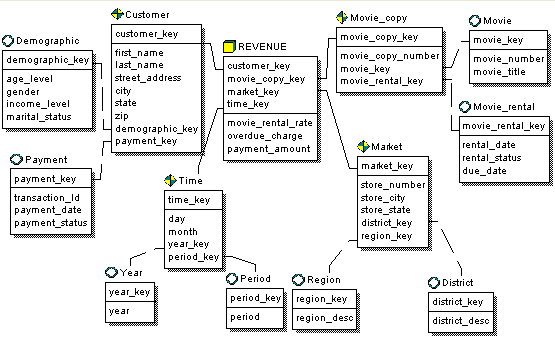 Demographic
demographic_key
age_level
gender
income_level
marital_status
Customer
customer_key
first_name
last_name
street_address
city
state
zip
demographic_key
payment_key
REVENUE
customer_key
movie_copy_key
market_key
time_key
movie_rental_rate
overdue_charge
payment_amount
Movie_copy
movie_copy_key
movie_copy_number
movie_key
movie_rental_key
Movie
movie_key
movie_number
movie_title
Movie_rental
movie_rental_key
rental_date
rental_status
due_date
Payment
payment_key
transaction_Id
payment_date
payment_status
Time
time_key
day
month
year_key
period_key
Market
market_key
store_number
store_city
store_state
district_key
region_key
Year
year_key
year
Period
period_key
period
Region
region_key
region_desc
District
district_key
district_desc